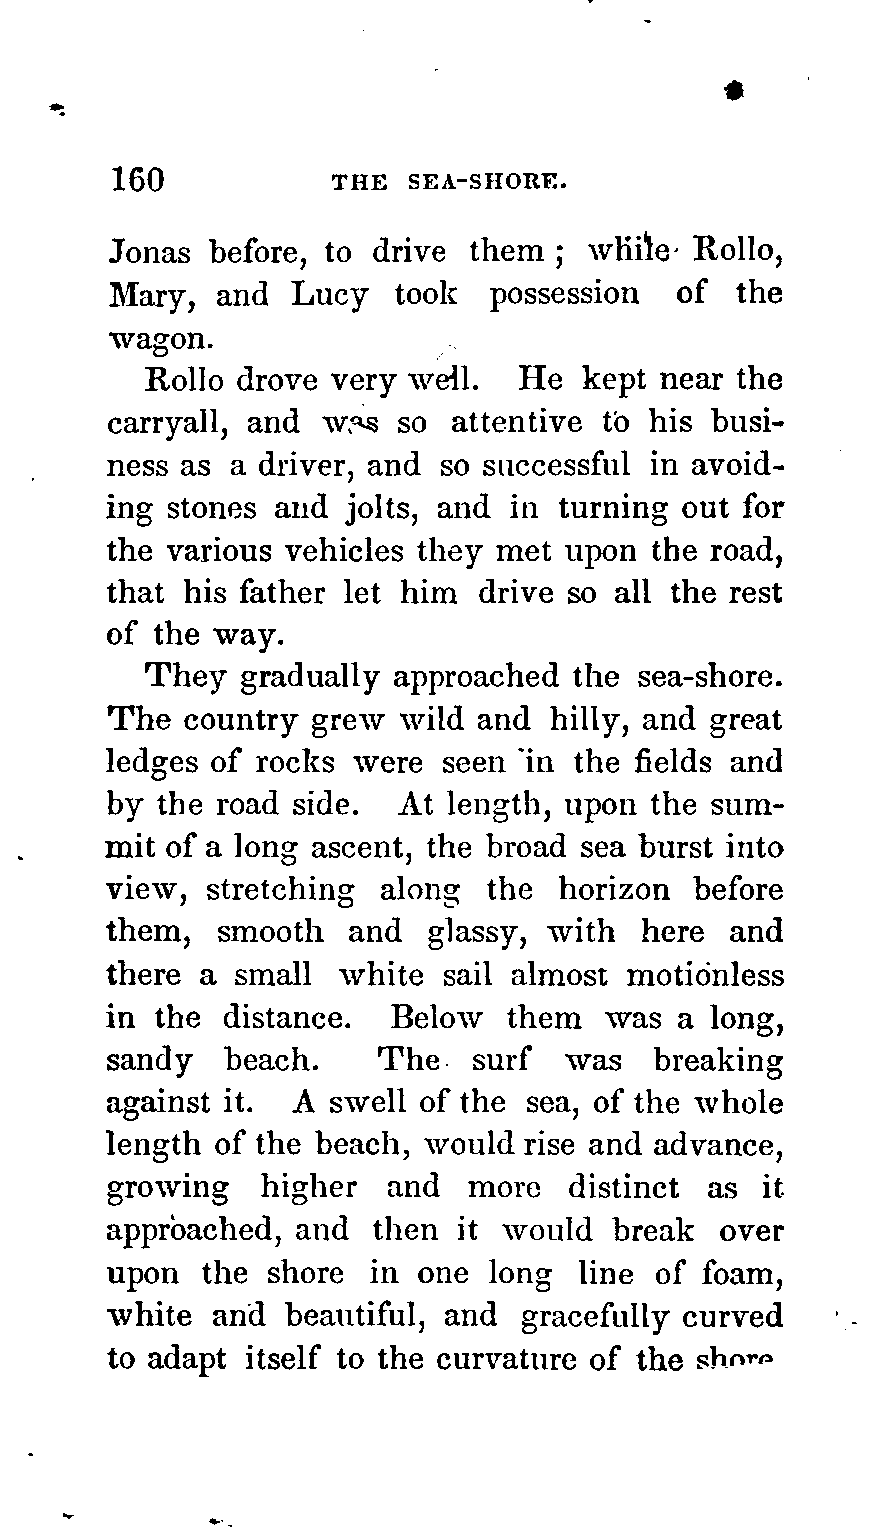 160 THE SEA-SHORE.
Jonas before, to drive them ; while Rollo,
Mary, and Lucy took possession of the
wagon.
Rollo drove very well. He kept near the
carryall, and was so attentive to his busi-
ness as a driver, and so successful in avoid-
ing stones and jolts, and in turning out for
the various vehicles they met upon the road,
that his father let him drive so all the rest
of the way.
They gradually approached the sea-shore.
The country grew wild and hilly, and great
ledges of rocks were seen in the fields and
by the road side. At length, upon the sum-
mit of a long ascent, the broad sea burst into
view, stretching along the horizon before
them, smooth and glassy, with here and
there a small white sail almost motionless
in the distance. Below them was a long,
sandy beach. The surf was breaking
against it. A swell of the sea, of the whole
length of the beach, would rise and advance,
growing higher and more distinct as it
approached, and then it would break over
upon the shore in one long line of foam,
white and beautiful, and gracefully curved
to adapt itself to the curvature of the shore